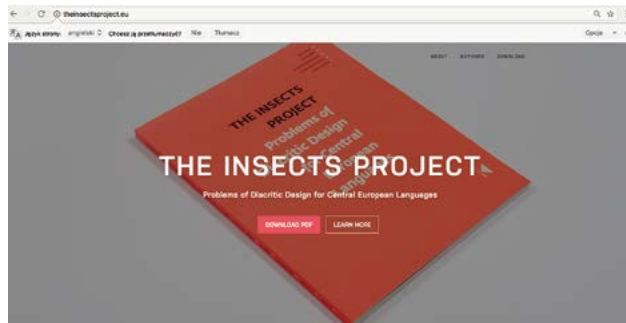 theinsectsproject.eu
Język strony: angielski Chcesz ją przetłumaczyć? Nie Tłumacz Opcje
ABOUT AUTHORS DOWNLOAD
THE INSECTS
PROJECT
Problems of
Diacritic Design
for Central
European
Languages
THE INSECTS PROJECT
Problems of Diacritic Design for Central European Languages
DOWNLOAD PDF LEARN MORE